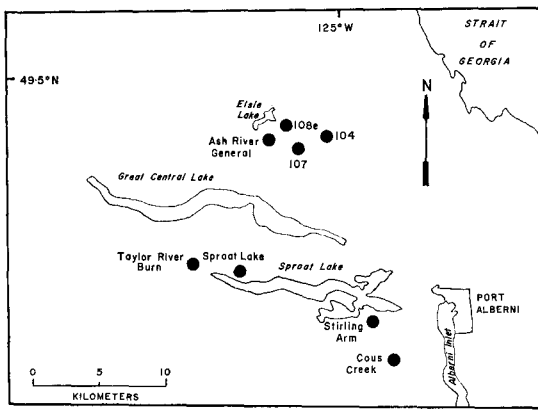 125°W
STRAIT
OF
GEORGIA
49·5°N
N
Elsie
Lake
108e
104
Ash River
General
107
Great Central Lake
Taylor River
Burn
Sproat Lake
Sproat Lake
PORT
ALBERNI
Stirling
Arm
Alberni Inlet
Cous
Creek
0 5 10
KILOMETERS